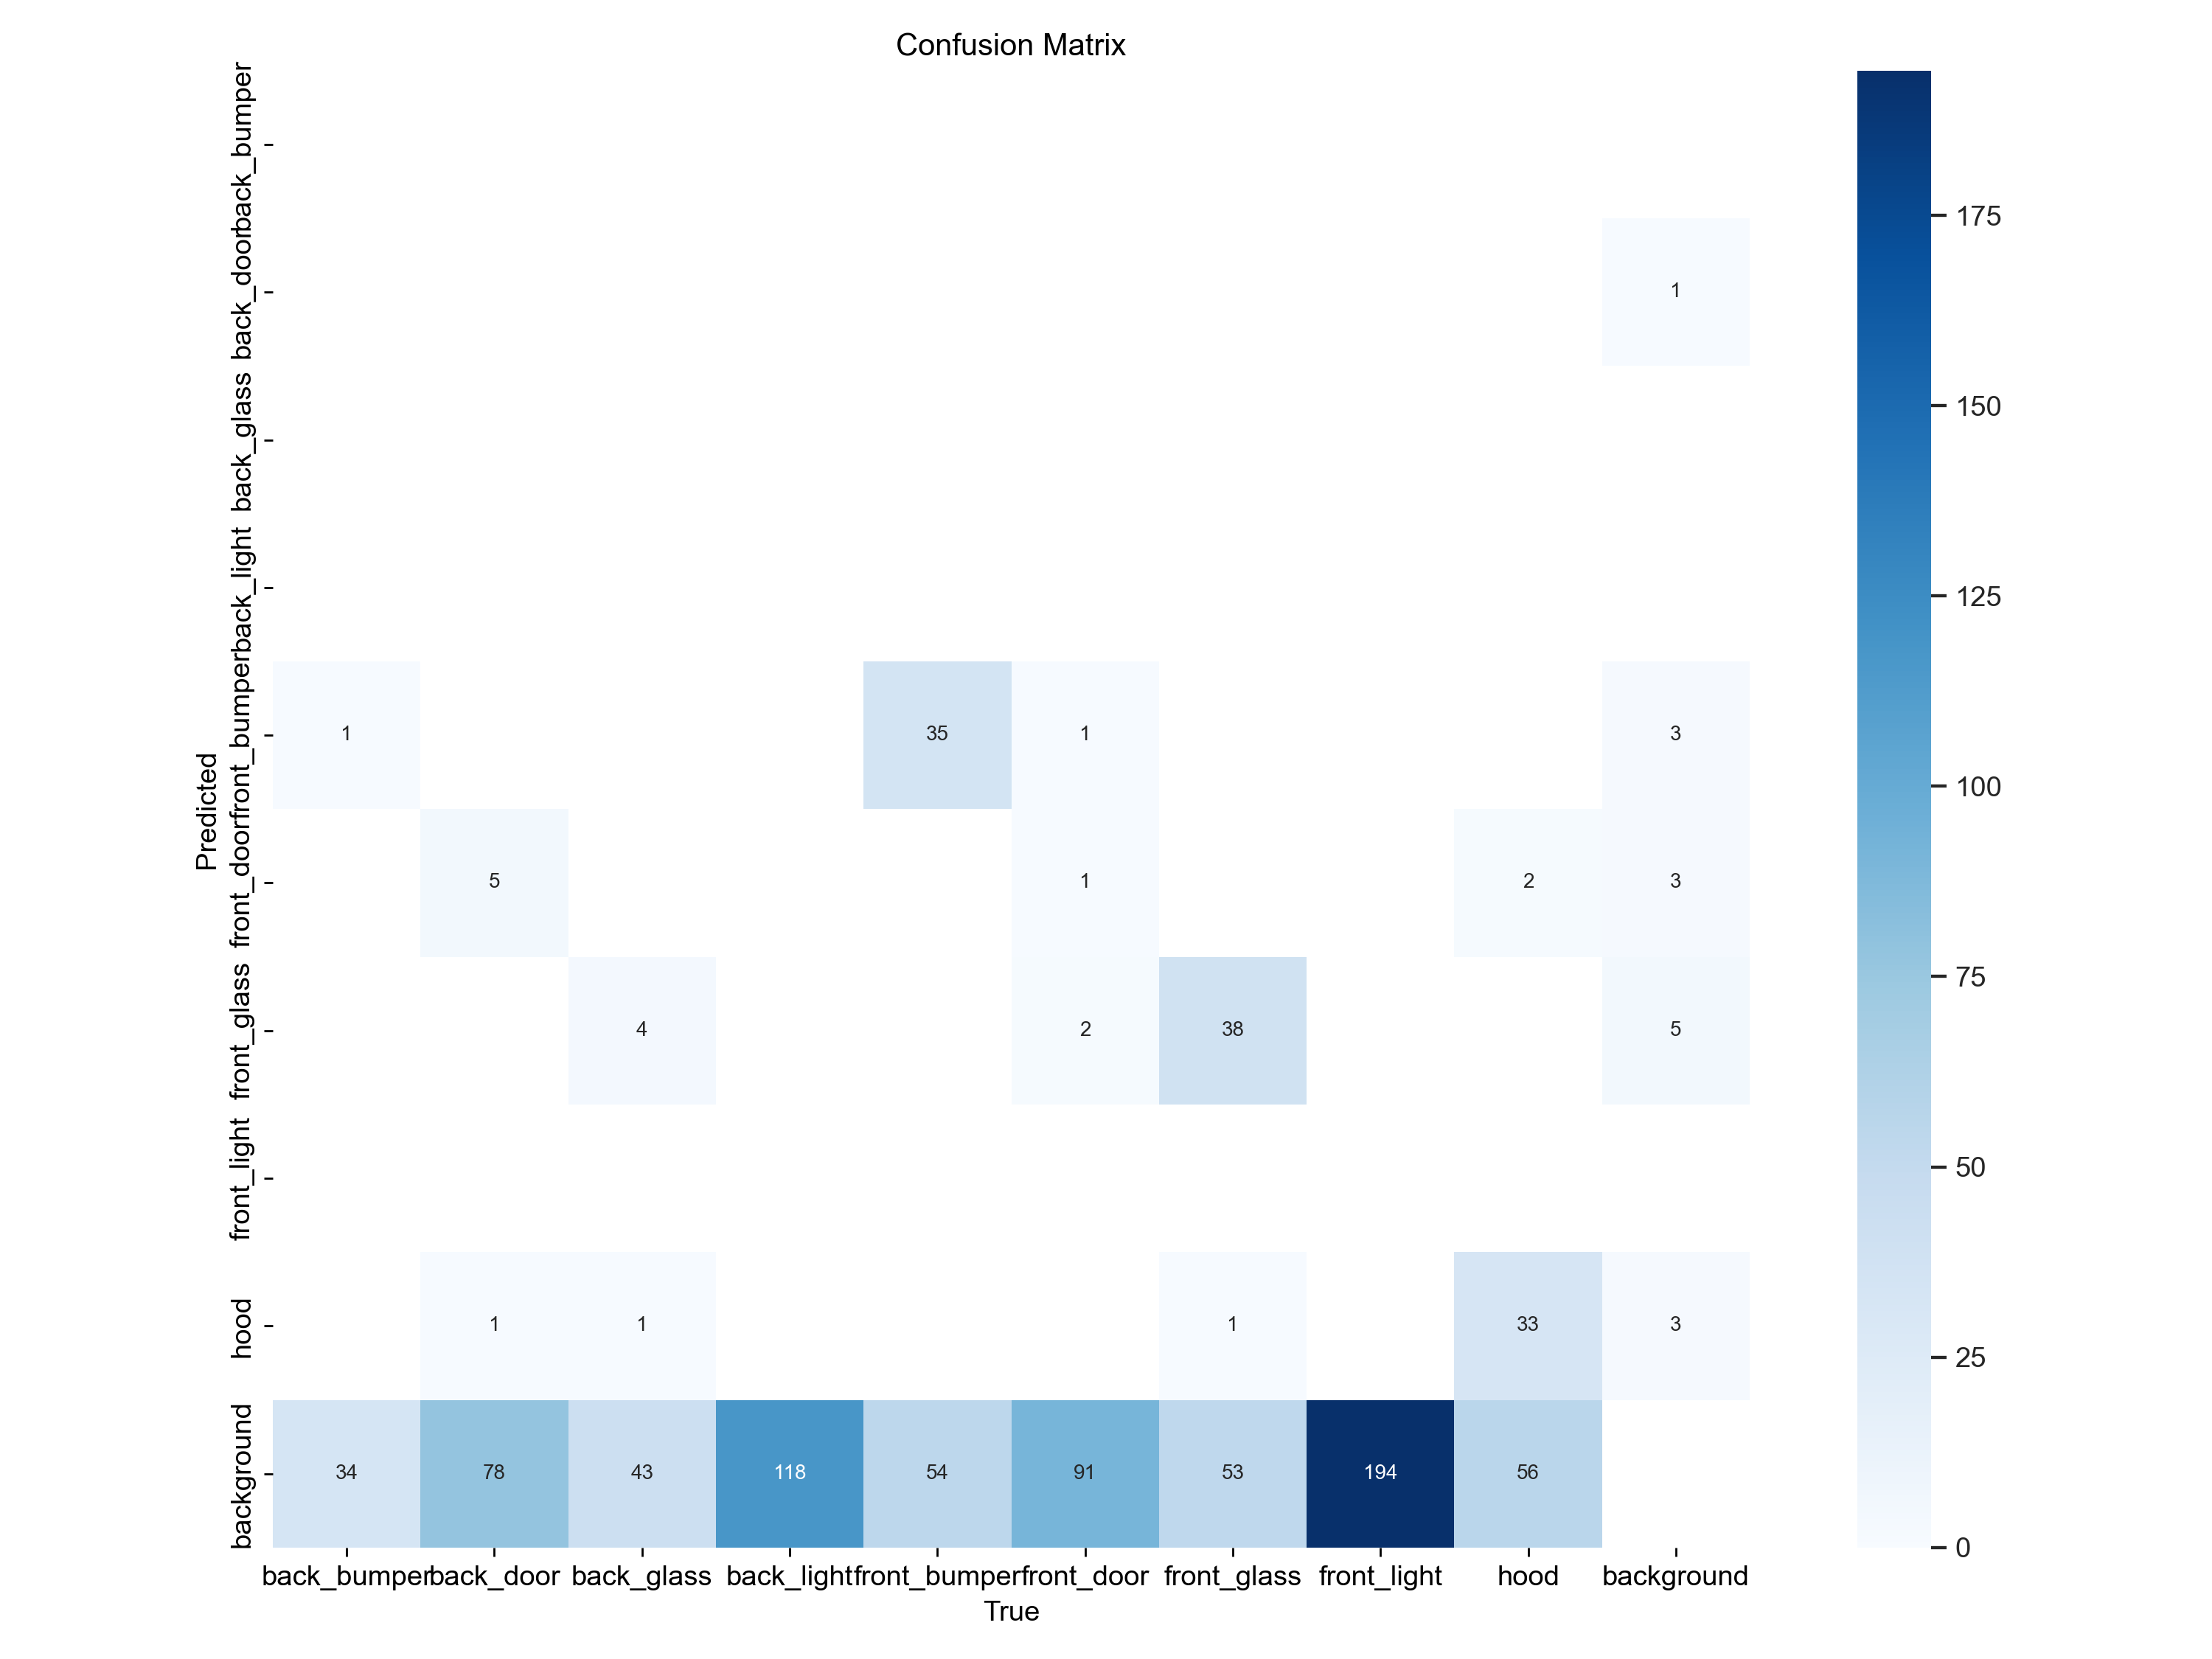 Confusion Matrix
back_bumper
back_door
1
back_glass
back_light
front_bumper
1 35 1 3
front_door
5 1 2 3
front_glass
4 2 38 5
front_light
hood
1 1 1 33 3
background
34 78 43 118 54 91 53 194 56
Predicted
back_bumper back_door back_glass back_light front_bumper front_door front_glass front_light hood background
True
175
150
125
100
75
50
25
0